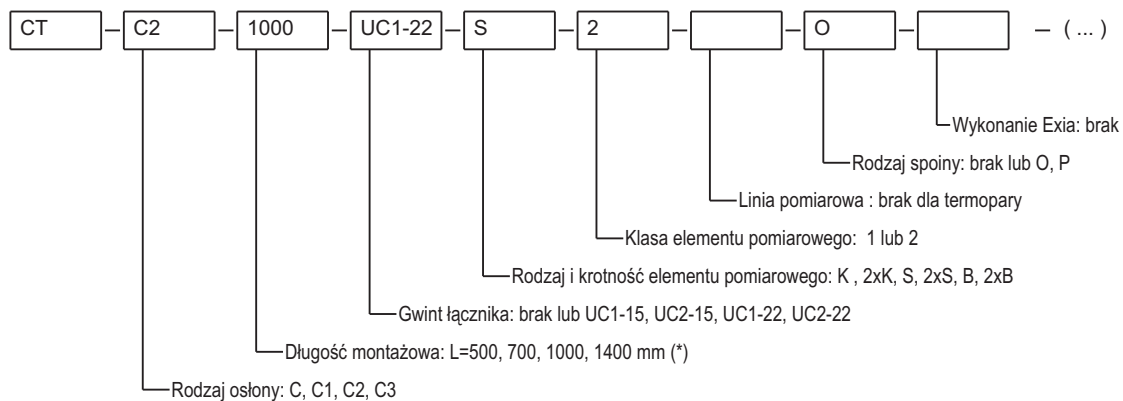 CT – C2 – 1000 – UC1-22 – S – 2 – – O – – ( ... )
Wykonanie Exia: brak
Rodzaj spoiny: brak lub O, P
Linia pomiarowa : brak dla termopary
Klasa elementu pomiarowego: 1 lub 2
Rodzaj i krotność elementu pomiarowego: K , 2xK, S, 2xS, B, 2xB
Gwint łącznika: brak lub UC1-15, UC2-15, UC1-22, UC2-22
Długość montażowa: L=500, 700, 1000, 1400 mm (*)
Rodzaj osłony: C, C1, C2, C3